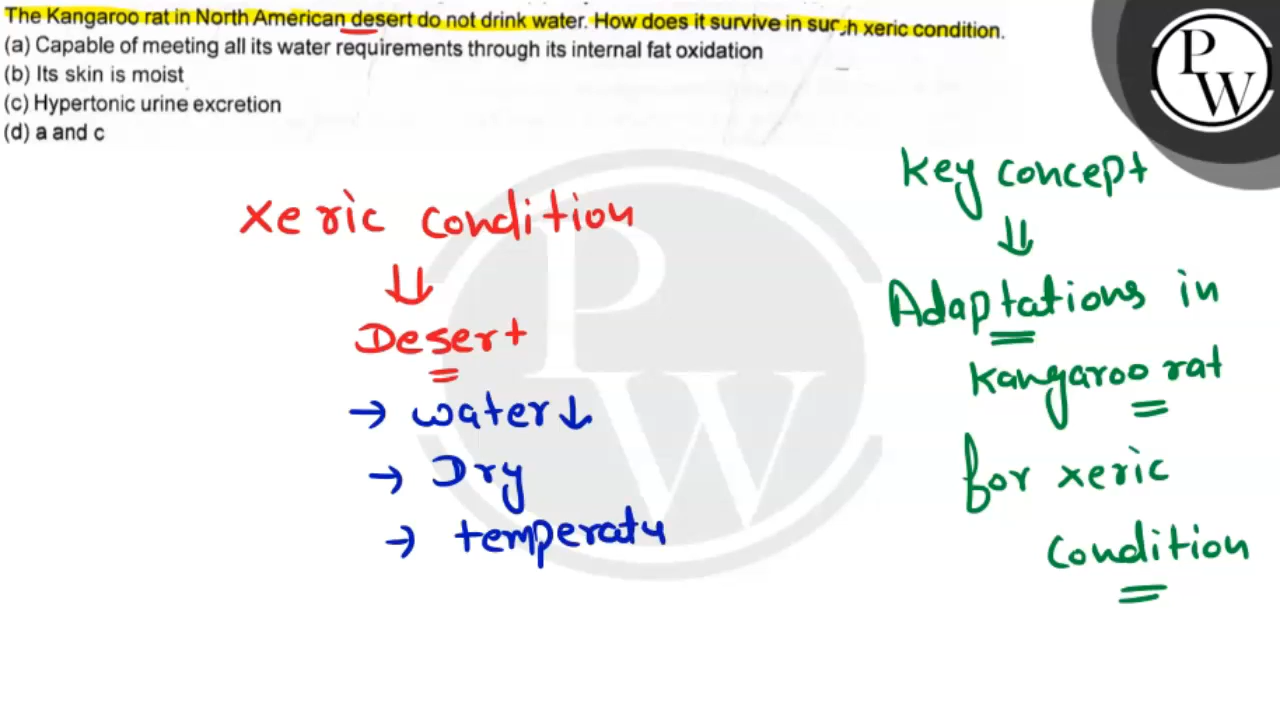 The Kangaroo rat in North American desert do not drink water. How does it survive in such xeric condition.
(a) Capable of meeting all its water requirements through its internal fat oxidation
(b) Its skin is moist
(c) Hypertonic urine excretion
(d) a and c
P
W
Key concept
Xeric condition
Adaptations in
Desert
Kangaroo rat
→ water↓
for xeric
→ Dry
condition
→ temperatu
P
W